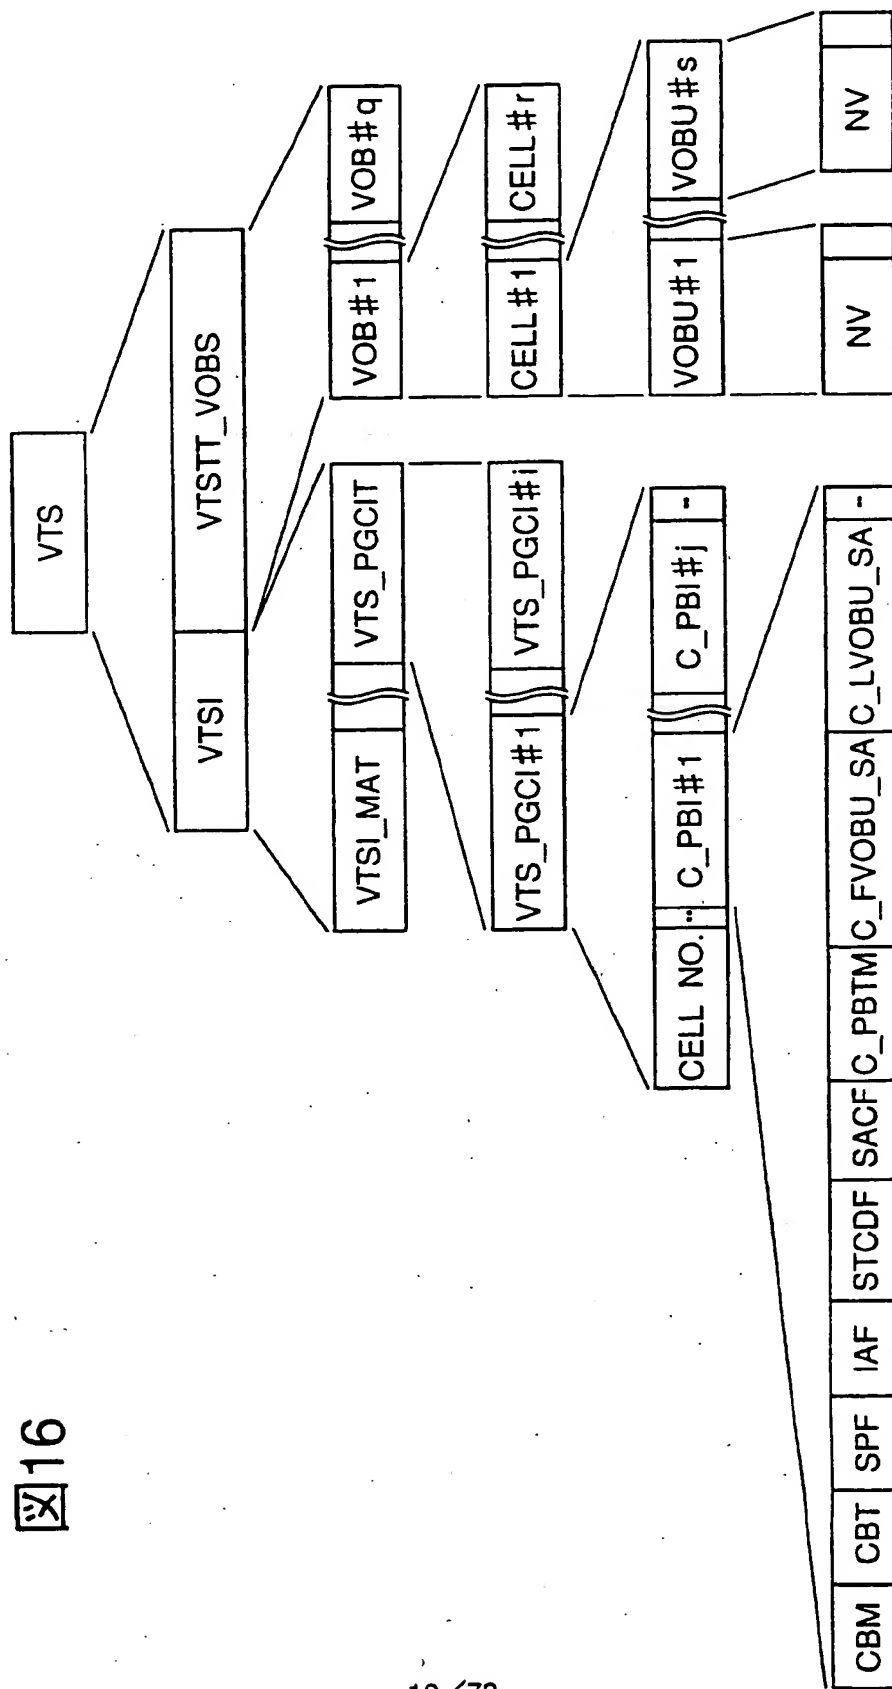 図16
VTS
VTSI VTSTT_VOBS
VTSI_MAT VTS_PGCIT VOB#1 VOB#q
VTS_PGCI#1 VTS_PGCI#i CELL#1 CELL#r
CELL NO. -- C_PBI#1 C_PBI#j - VOBU#1 VOBU#s
CBM CBT SPF IAF STCDF SACF C_PBTM C_FVOBU_SA C_LVOBU_SA - NV NV